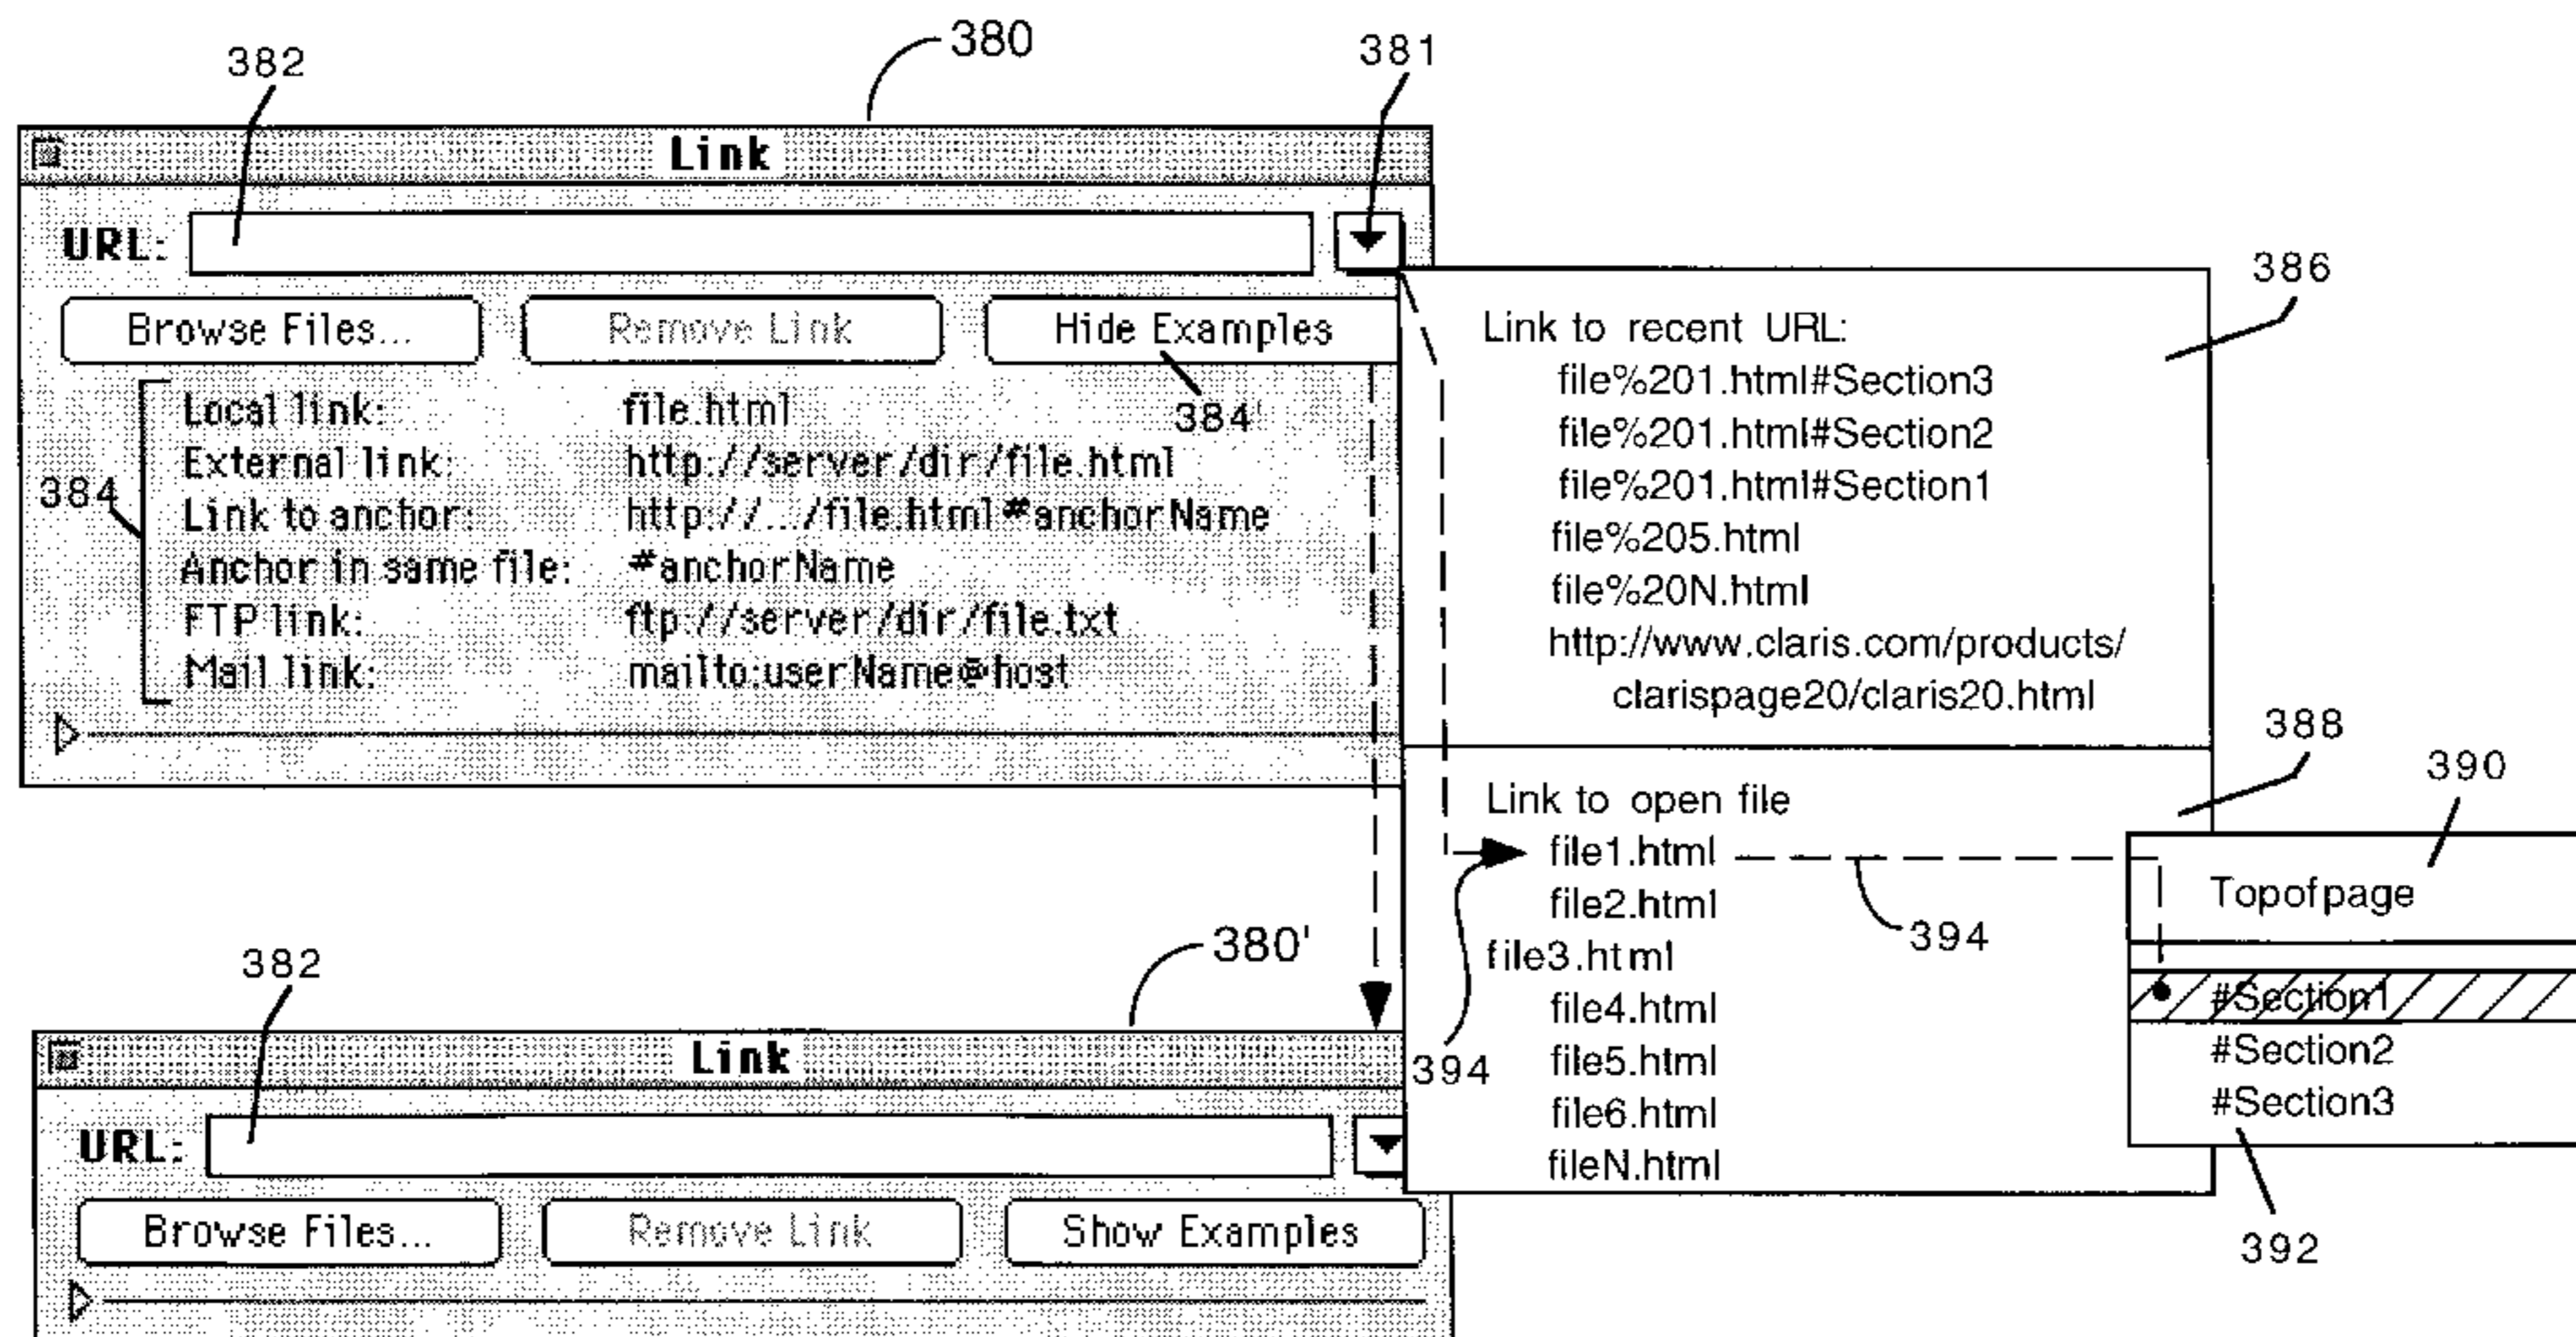 382
380
381
Link
URL:
Browse Files...
Remove Link
Hide Examples
384'
Local link: file.html
External link: http://server/dir/file.html
Link to anchor: http://.../file.html#anchorName
Anchor in same file: #anchorName
FTP link: ftp://server/dir/file.txt
Mail link: mailto:userName@host
384
386
Link to recent URL:
file%201.html#Section3
file%201.html#Section2
file%201.html#Section1
file%205.html
file%20N.html
http://www.claris.com/products/
clarispage20/claris20.html
388
Link to open file
file1.html
file2.html
file3.html
file4.html
file5.html
file6.html
fileN.html
394
394
390
Topofpage
#Section1
#Section2
#Section3
392
382
380'
Link
URL:
Browse Files...
Remove Link
Show Examples